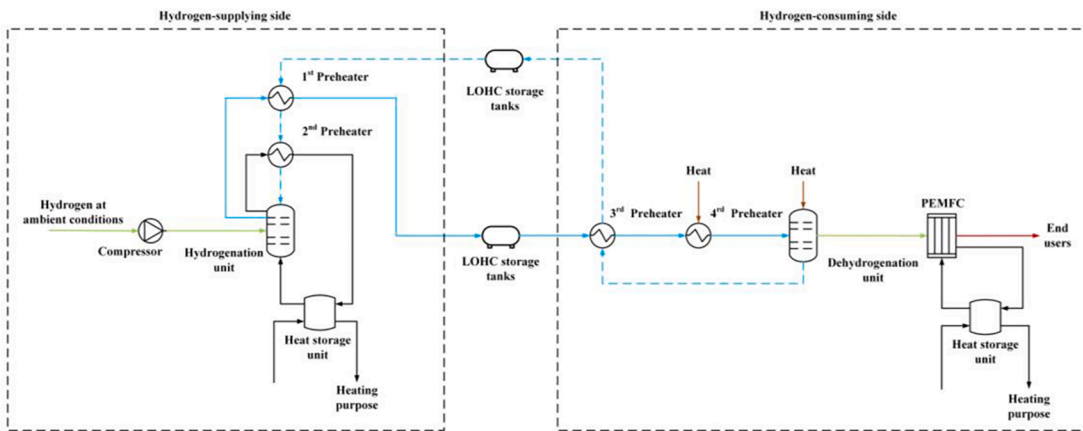 Hydrogen-supplying side
Hydrogen-consuming side
1st Preheater
LOHC storage
tanks
2nd Preheater
Heat
Heat
Hydrogen at
ambient conditions
Compressor
Hydrogenation
unit
LOHC storage
tanks
3rd Preheater
4rd Preheater
Dehydrogenation
unit
PEMFC
End
users
Heat storage
unit
Heating
purpose
Heat storage
unit
Heating
purpose